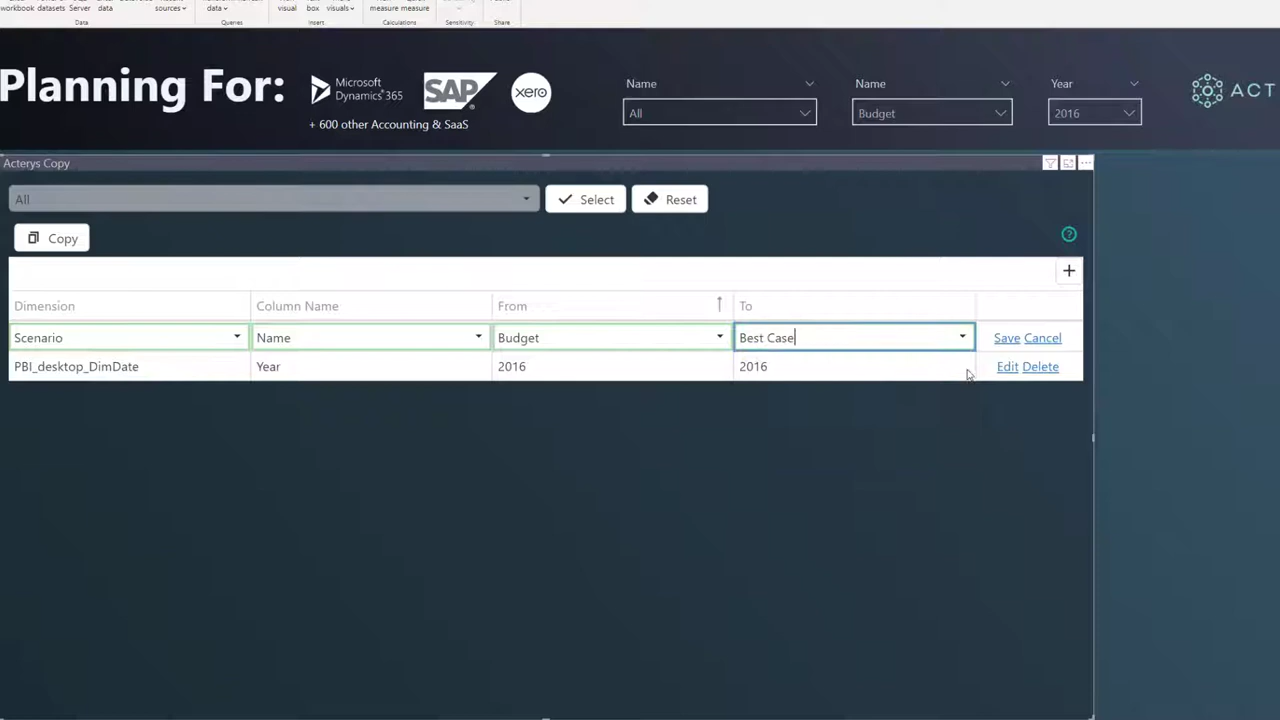 workbook datasets Server data sources data visual box visuals measure measure
Data Queries Insert Calculations Sensitivity Share
Planning For:
Microsoft
Dynamics 365
SAP
xero
+ 600 other Accounting & SaaS
Name
All
Name
Budget
Year
2016
ACT
Acterys Copy
All
Select
Reset
Copy
?
+
Dimension Column Name From To
Scenario Name Budget Best Case Save Cancel
PBI_desktop_DimDate Year 2016 2016 Edit Delete